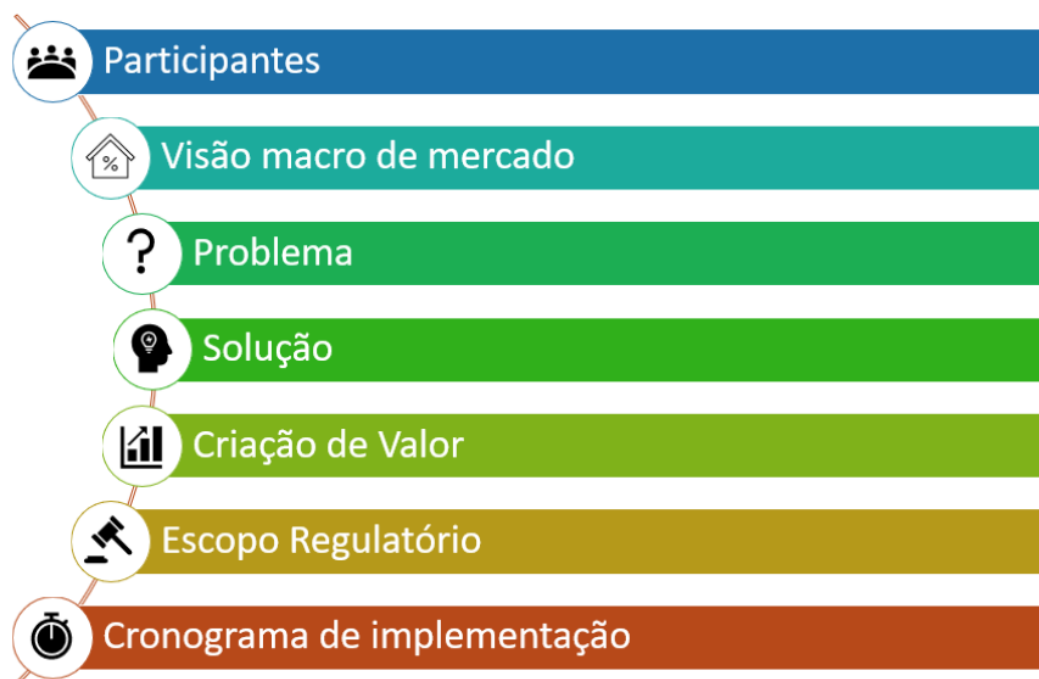 Participantes
%
Visão macro de mercado
?
Problema
Solução
Criação de Valor
Escopo Regulatório
Cronograma de implementação